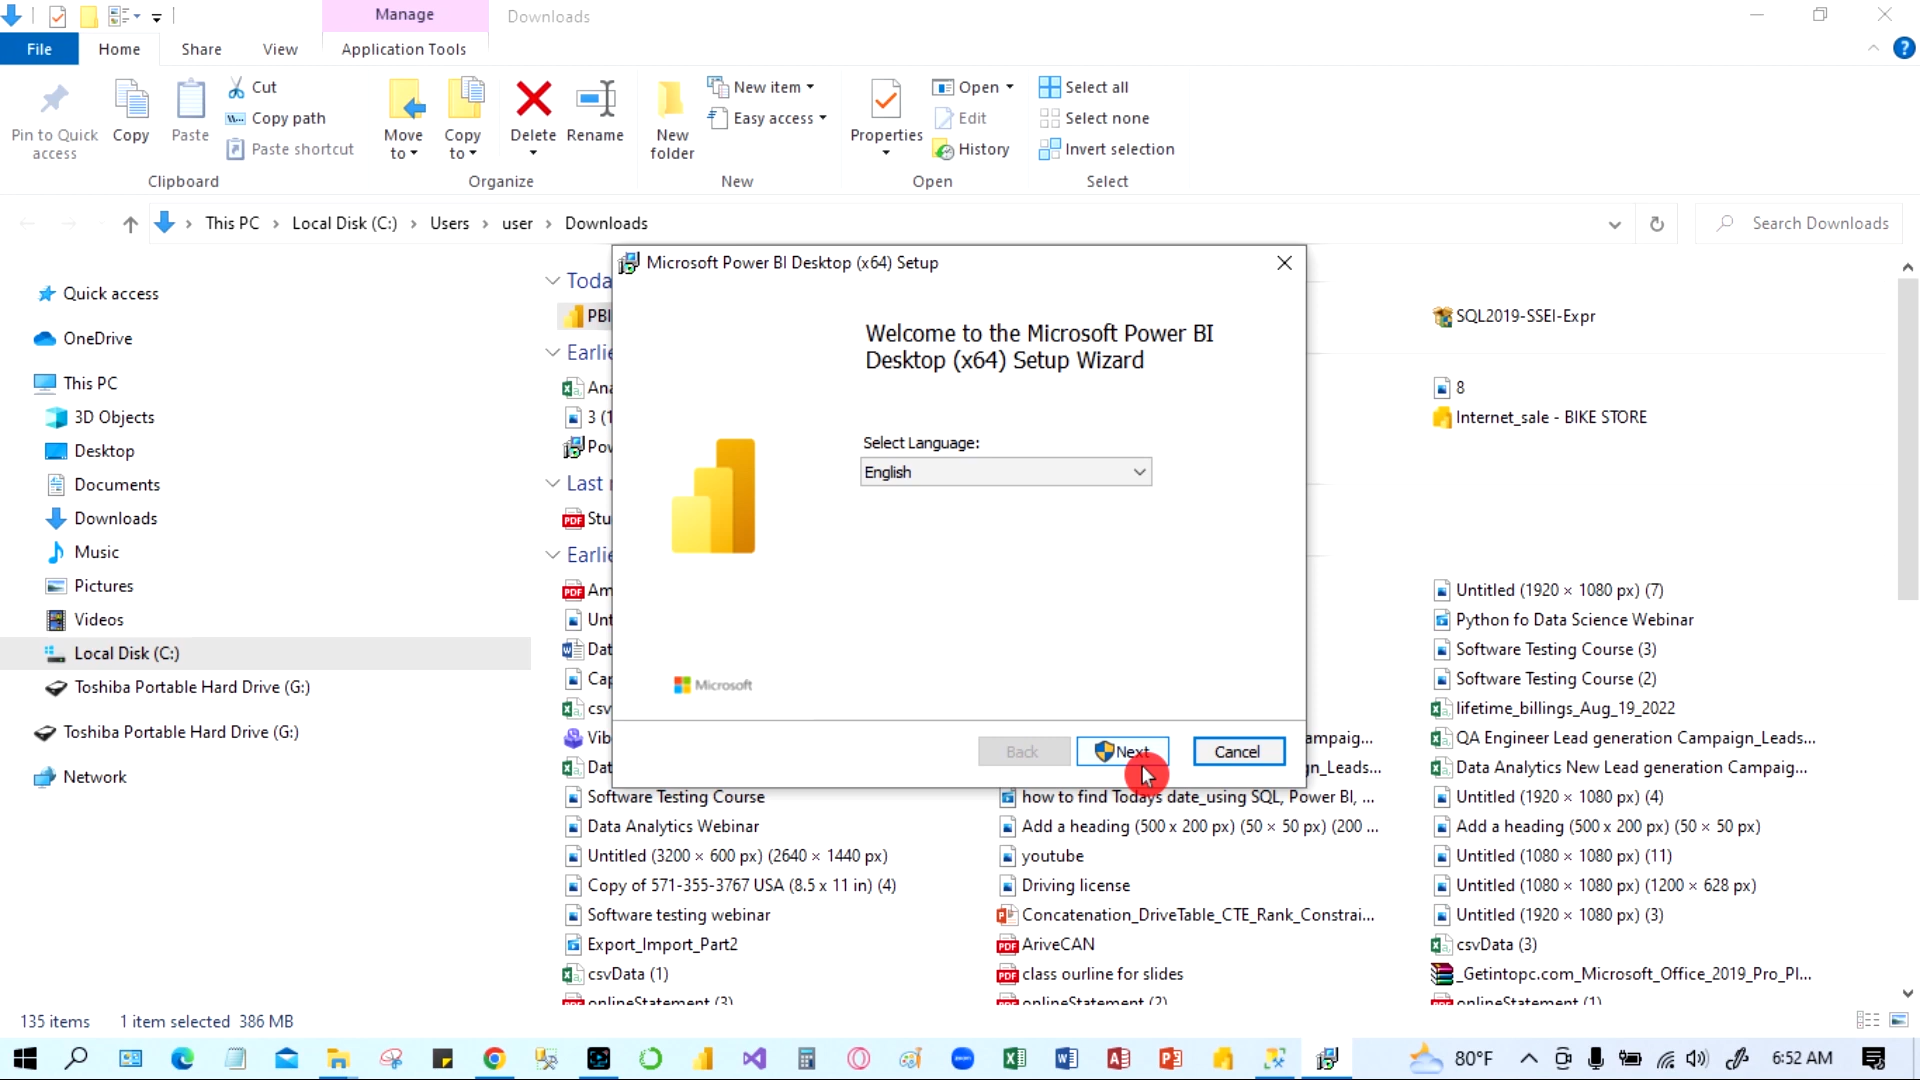 Manage
Downloads
File
Home
Share
View
Application Tools
Pin to Quick
access
Copy
Paste
Cut
Copy path
Paste shortcut
Clipboard
Move
to
Copy
to
Delete
Rename
Organize
New
folder
New item
Easy access
New
Properties
Open
Edit
History
Open
Select all
Select none
Invert selection
Select
This PC
Local Disk (C:)
Users
user
Downloads
Search Downloads
Quick access
OneDrive
This PC
3D Objects
Desktop
Documents
Downloads
Music
Pictures
Videos
Local Disk (C:)
Toshiba Portable Hard Drive (G:)
Toshiba Portable Hard Drive (G:)
Network
Microsoft Power BI Desktop (x64) Setup
Welcome to the Microsoft Power BI
Desktop (x64) Setup Wizard
Select Language:
English
Microsoft
Back
Next
Cancel
PBI
SQL2019-SSEI-Expr
8
Internet_sale - BIKE STORE
Untitled (1920 × 1080 px) (7)
Python fo Data Science Webinar
Software Testing Course (3)
Software Testing Course (2)
lifetime_billings_Aug_19_2022
QA Engineer Lead generation Campaign_Leads...
Data Analytics New Lead generation Campaig...
Software Testing Course
how to find Todays date_using SQL, Power BI, ...
Untitled (1920 × 1080 px) (4)
Data Analytics Webinar
Add a heading (500 x 200 px) (50 × 50 px) (200 ...
Add a heading (500 x 200 px) (50 × 50 px)
Untitled (3200 × 600 px) (2640 × 1440 px)
youtube
Untitled (1080 × 1080 px) (11)
Copy of 571-355-3767 USA (8.5 x 11 in) (4)
Driving license
Untitled (1080 × 1080 px) (1200 × 628 px)
Software testing webinar
Concatenation_DriveTable_CTE_Rank_Constrai...
Untitled (1920 × 1080 px) (3)
Export_Import_Part2
AriveCAN
csvData (3)
csvData (1)
class ourline for slides
_Getintopc.com_Microsoft_Office_2019_Pro_Pl...
onlineStatement (3)
onlineStatement (2)
onlineStatement (1)
135 items
1 item selected 386 MB
80°F
6:52 AM